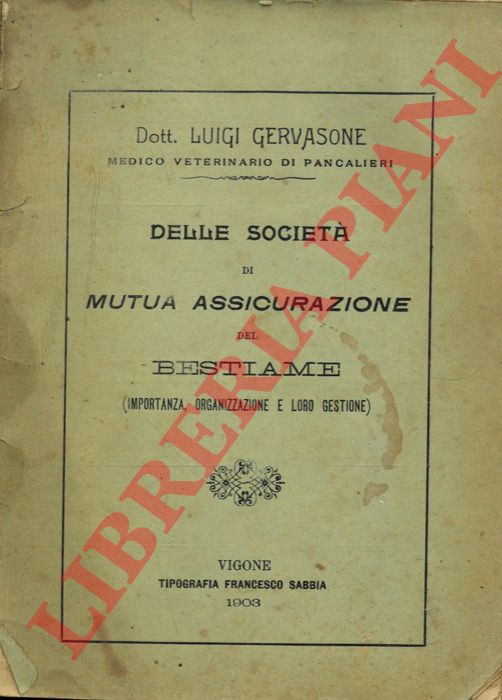 Dott. LUIGI GERVASONE
MEDICO VETERINARIO DI PANCALIERI
DELLE SOCIETÀ
DI
MUTUA ASSICURAZIONE
DEL
BESTIAME
(IMPORTANZA, ORGANIZZAZIONE E LORO GESTIONE)
VIGONE
TIPOGRAFIA FRANCESCO SABBIA
1903
LIBRERIA PIANI